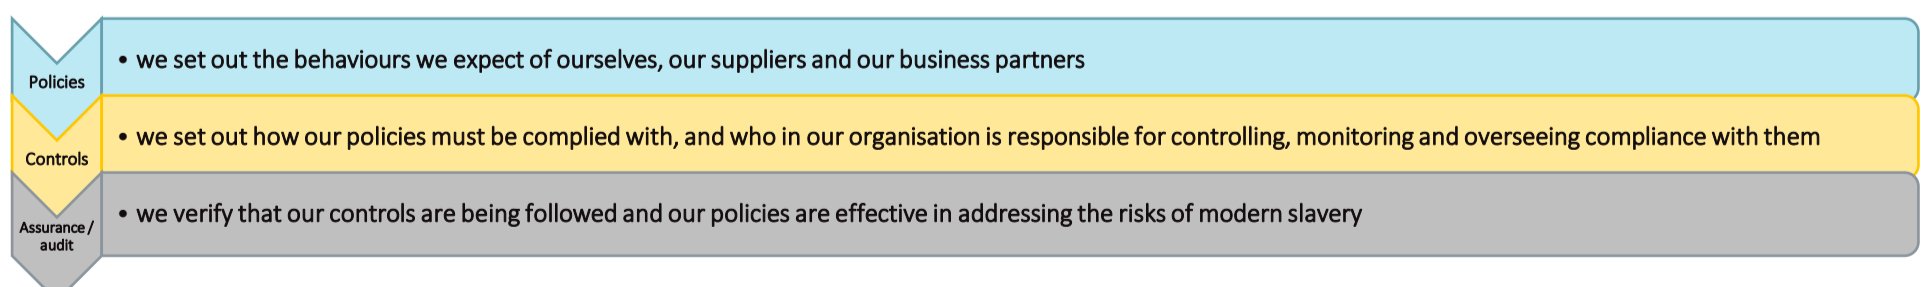 Policies
• we set out the behaviours we expect of ourselves, our suppliers and our business partners
Controls
• we set out how our policies must be complied with, and who in our organisation is responsible for controlling, monitoring and overseeing compliance with them
Assurance /
audit
• we verify that our controls are being followed and our policies are effective in addressing the risks of modern slavery